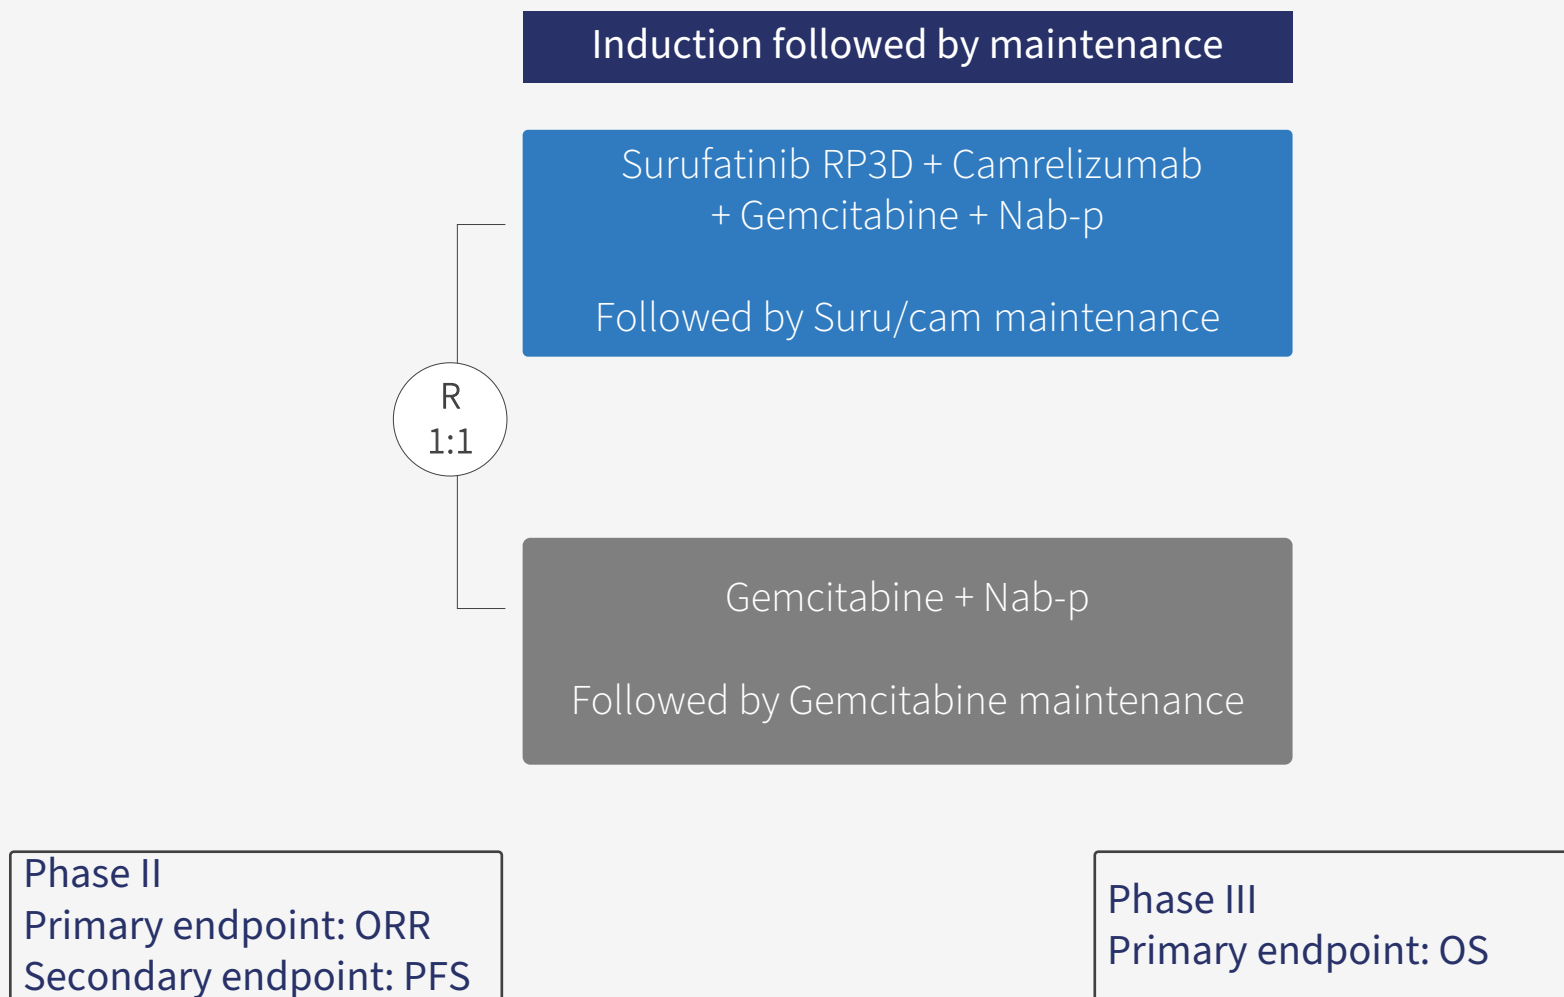 Induction followed by maintenance
Surufatinib RP3D + Camrelizumab
+ Gemcitabine + Nab-p
Followed by Suru/cam maintenance
R
1:1
Gemcitabine + Nab-p
Followed by Gemcitabine maintenance
Phase II
Primary endpoint: ORR
Secondary endpoint: PFS
Phase III
Primary endpoint: OS